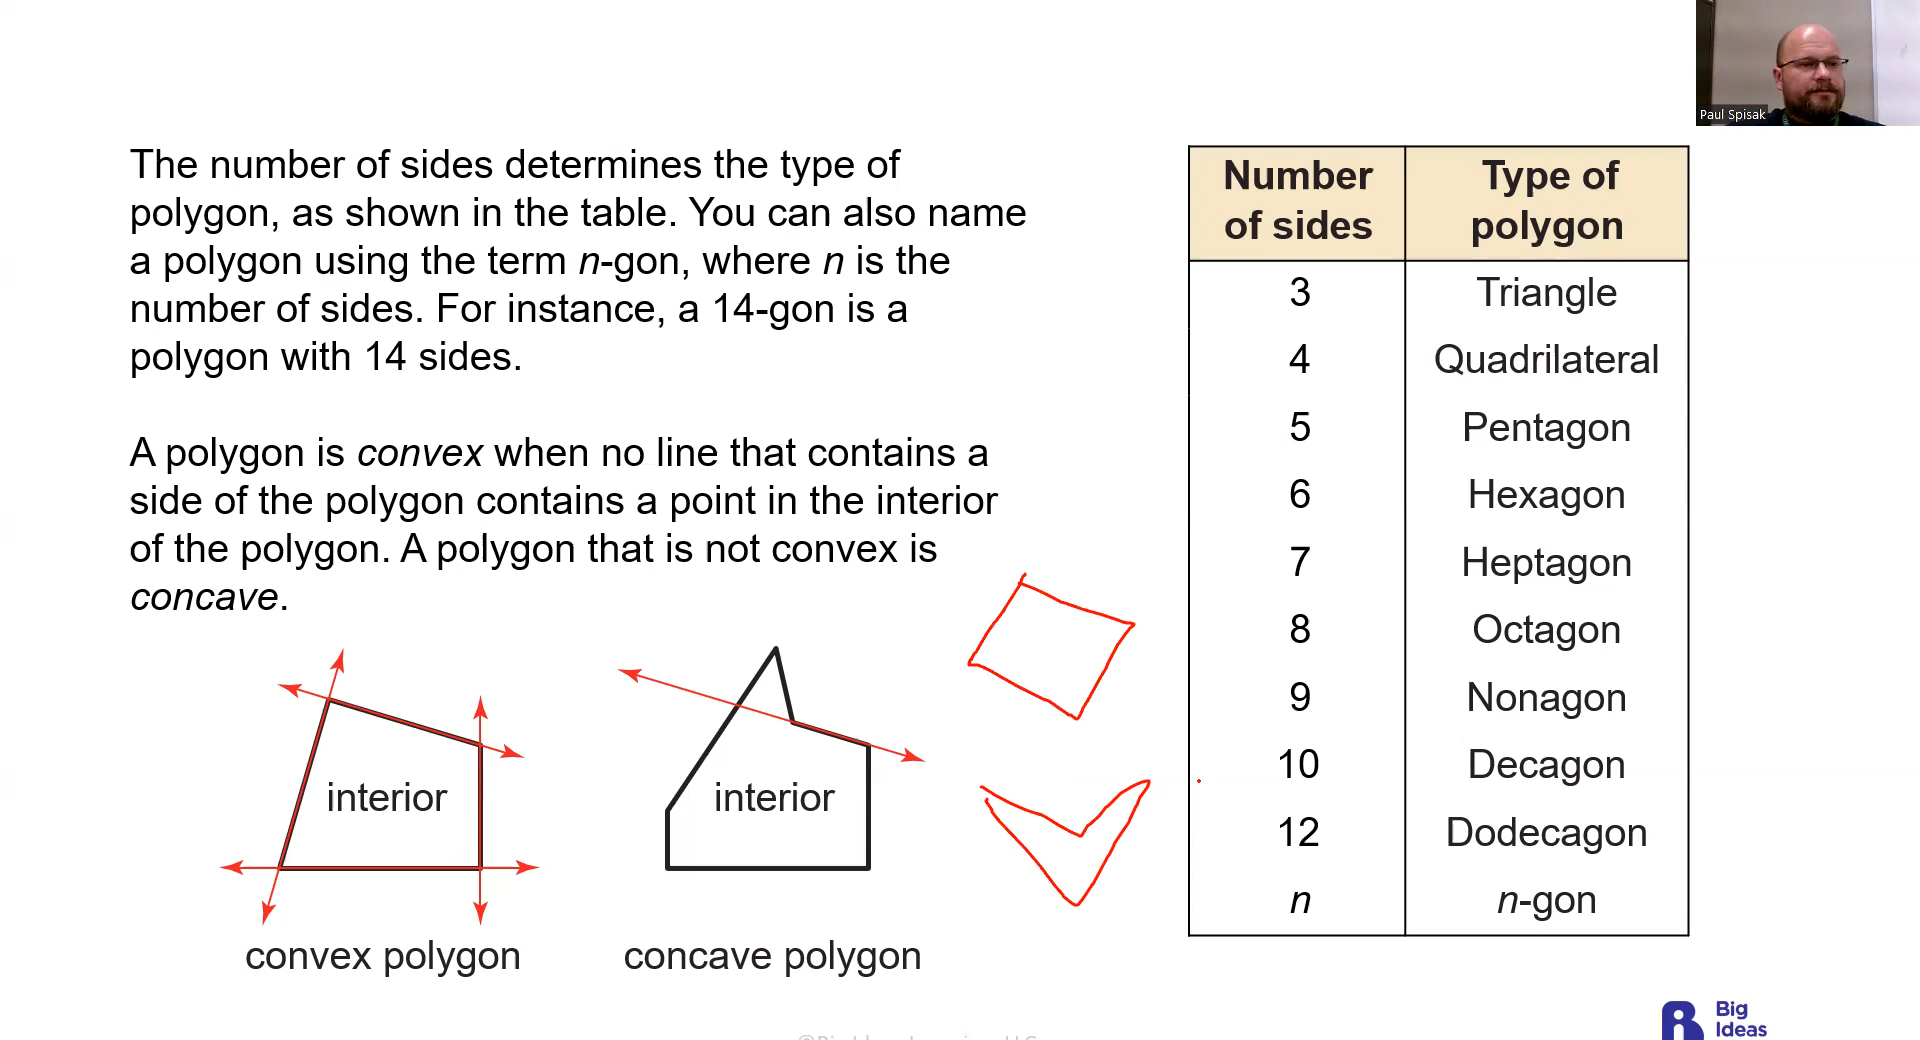 Paul Spisak
The number of sides determines the type of
polygon, as shown in the table. You can also name
a polygon using the term n-gon, where n is the
number of sides. For instance, a 14-gon is a
polygon with 14 sides.
A polygon is convex when no line that contains a
side of the polygon contains a point in the interior
of the polygon. A polygon that is not convex is
concave.
interior
convex polygon
interior
concave polygon
Number of sides Type of polygon
3 Triangle
4 Quadrilateral
5 Pentagon
6 Hexagon
7 Heptagon
8 Octagon
9 Nonagon
10 Decagon
12 Dodecagon
n n-gon
Big
Ideas